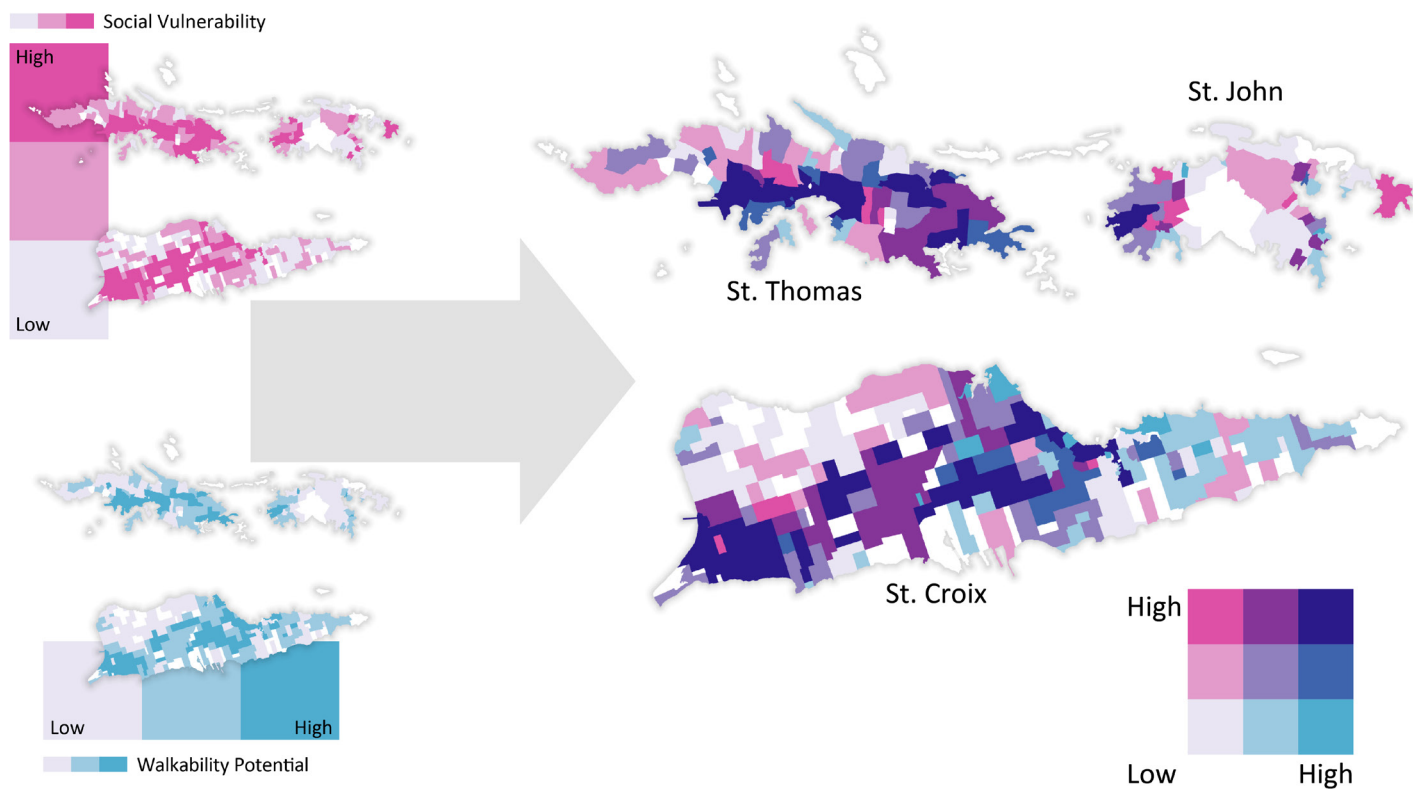 Social Vulnerability
High
Low
Low
High
Walkability Potential
St. John
St. Thomas
St. Croix
High
Low
High